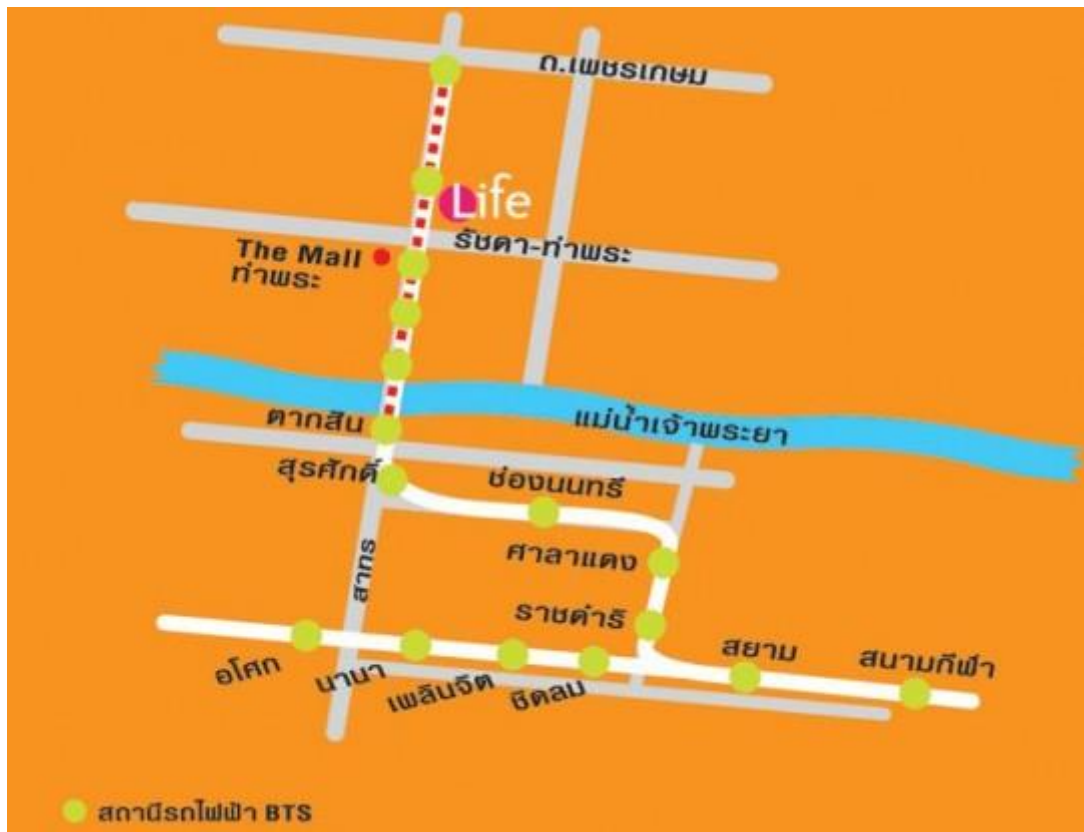 ถ.เพชรเกษม
Life
รัชดา-ท่าพระ
The Mall
ท่าพระ
ตากสิน
แม่น้ำเจ้าพระยา
สุรศักดิ์
ช่องนนทรี
ศาลาแดง
สาทร
ราชดำริ
สยาม
สนามกีฬา
อโศก
นานา
เพลินจิต
ชิดลม
สถานีรถไฟฟ้า BTS